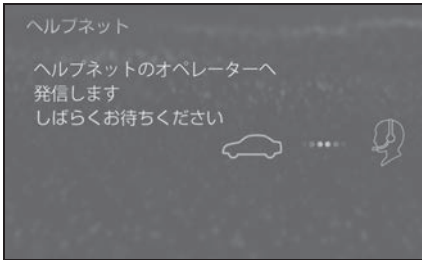 ヘルプネット
ヘルプネットのオペレーターへ
発信します
しばらくお待ちください